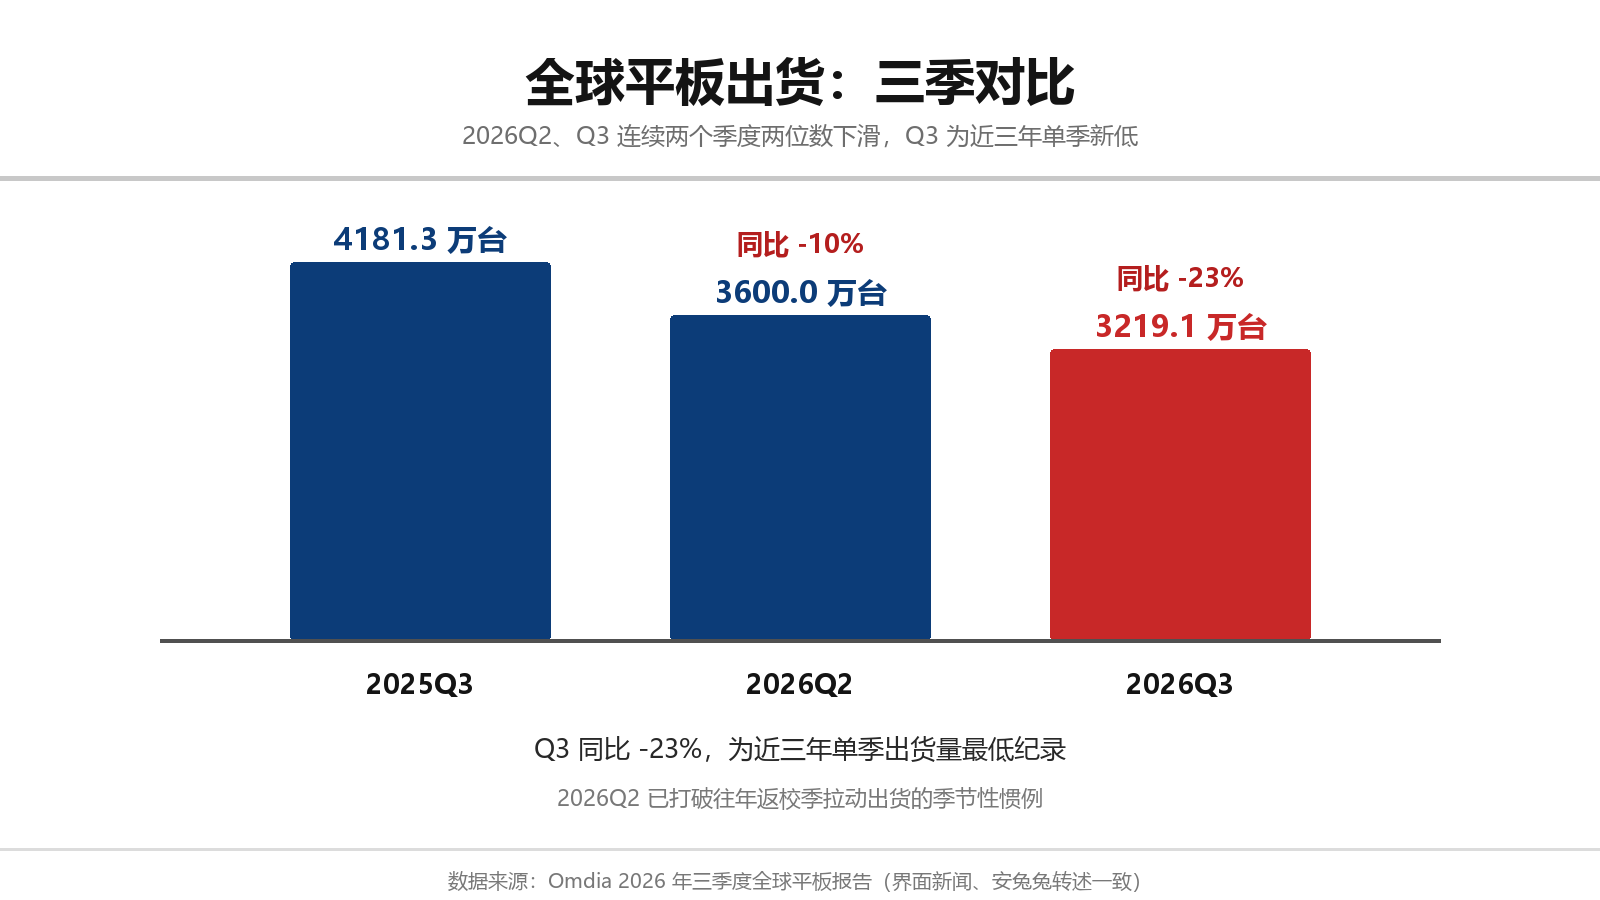 全球平板出货：三季对比
2026Q2、Q3 连续两个季度两位数下滑，Q3 为近三年单季新低
4181.3 万台
同比 -10%
3600.0 万台
同比 -23%
3219.1 万台
2025Q3
2026Q2
2026Q3
Q3 同比 -23%，为近三年单季出货量最低纪录
2026Q2 已打破往年返校季拉动出货的季节性惯例
数据来源：Omdia 2026 年三季度全球平板报告（界面新闻、安兔兔转述一致）